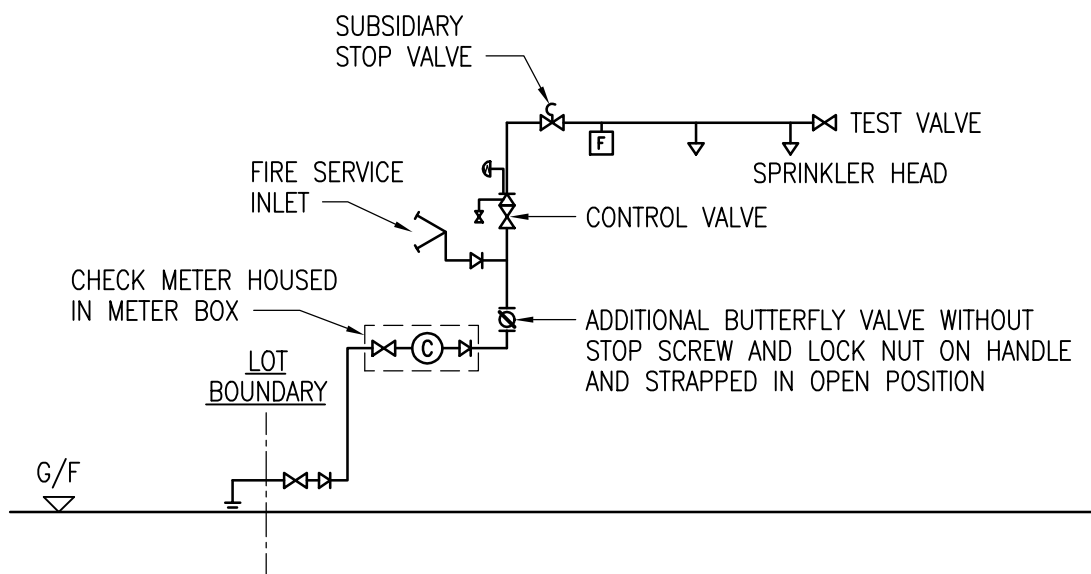 SUBSIDIARY
STOP VALVE
F
TEST VALVE
SPRINKLER HEAD
FIRE SERVICE
INLET
CONTROL VALVE
CHECK METER HOUSED
IN METER BOX
C
ADDITIONAL BUTTERFLY VALVE WITHOUT
STOP SCREW AND LOCK NUT ON HANDLE
AND STRAPPED IN OPEN POSITION
LOT
BOUNDARY
G/F